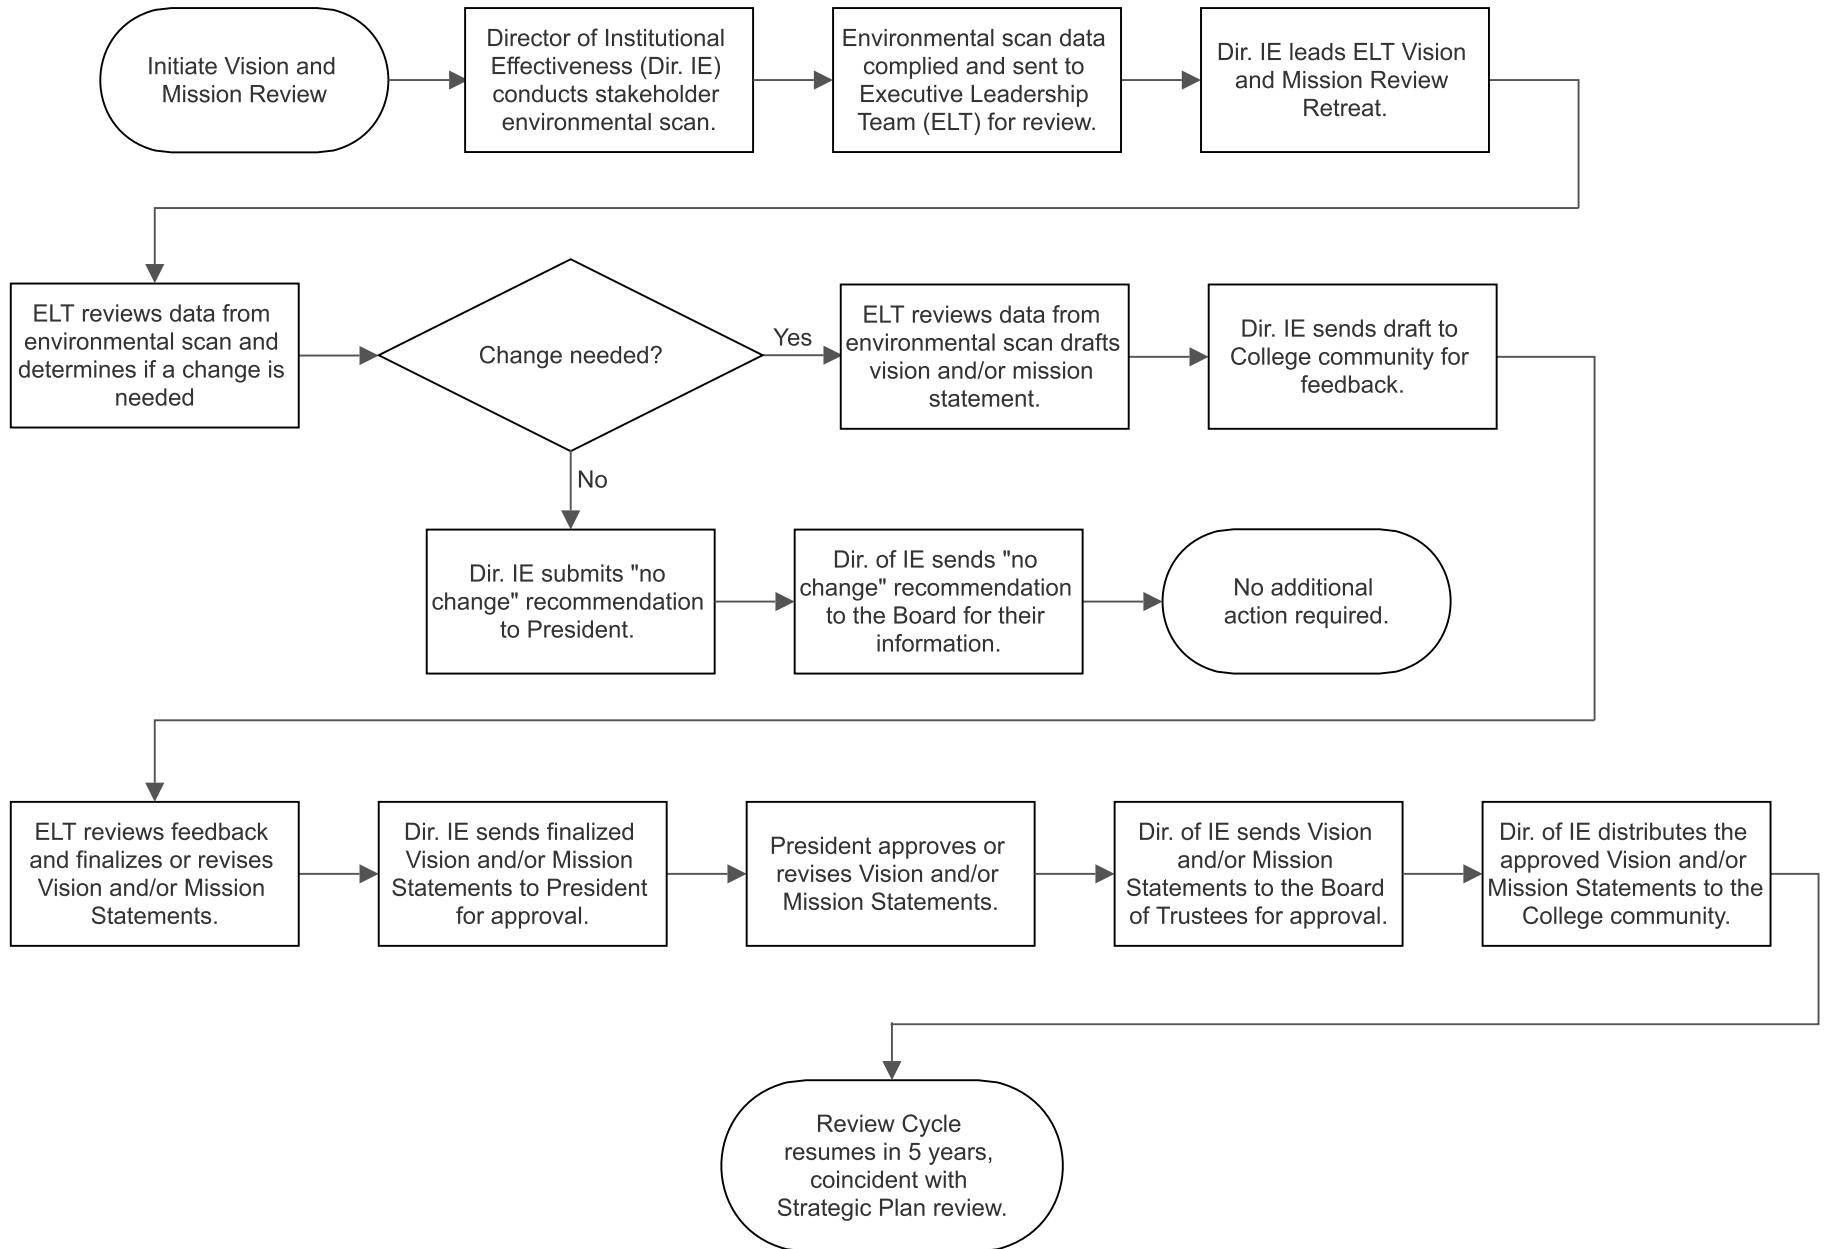 Initiate Vision and
Mission Review
Director of Institutional
Effectiveness (Dir. IE)
conducts stakeholder
environmental scan.
Environmental scan data
complied and sent to
Executive Leadership
Team (ELT) for review.
Dir. IE leads ELT Vision
and Mission Review
Retreat.
ELT reviews data from
environmental scan and
determines if a change is
needed
Change needed?
Yes
ELT reviews data from
environmental scan drafts
vision and/or mission
statement.
Dir. IE sends draft to
College community for
feedback.
No
Dir. IE submits "no
change" recommendation
to President.
Dir. of IE sends "no
change" recommendation
to the Board for their
information.
No additional
action required.
ELT reviews feedback
and finalizes or revises
Vision and/or Mission
Statements.
Dir. IE sends finalized
Vision and/or Mission
Statements to President
for approval.
President approves or
revises Vision and/or
Mission Statements.
Dir. of IE sends Vision
and/or Mission
Statements to the Board
of Trustees for approval.
Dir. of IE distributes the
approved Vision and/or
Mission Statements to the
College community.
Review Cycle
resumes in 5 years,
coincident with
Strategic Plan review.